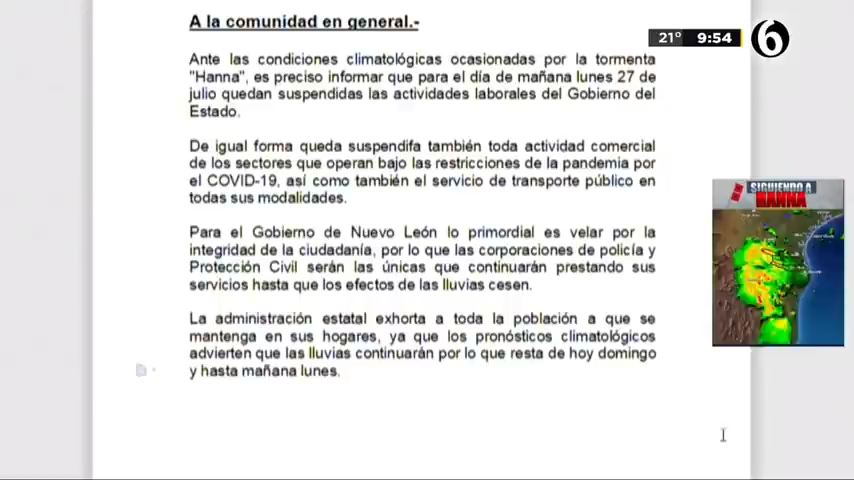 A la comunidad en general.-
21° 9:54 6
Ante las condiciones climatológicas ocasionadas por la tormenta
"Hanna", es preciso informar que para el día de mañana lunes 27 de
julio quedan suspendidas las actividades laborales del Gobierno del
Estado.
De igual forma queda suspendifa también toda actividad comercial
de los sectores que operan bajo las restricciones de la pandemia por
el COVID-19, así como también el servicio de transporte público en
todas sus modalidades.
SIGUIENDO A
HANNA
Para el Gobierno de Nuevo León lo primordial es velar por la
integridad de la ciudadanía, por lo que las corporaciones de policía y
Protección Civil serán las únicas que continuarán prestando sus
servicios hasta que los efectos de las lluvias cesen.
La administración estatal exhorta a toda la población a que se
mantenga en sus hogares, ya que los pronósticos climatológicos
advierten que las lluvias continuarán por lo que resta de hoy domingo
y hasta mañana lunes.